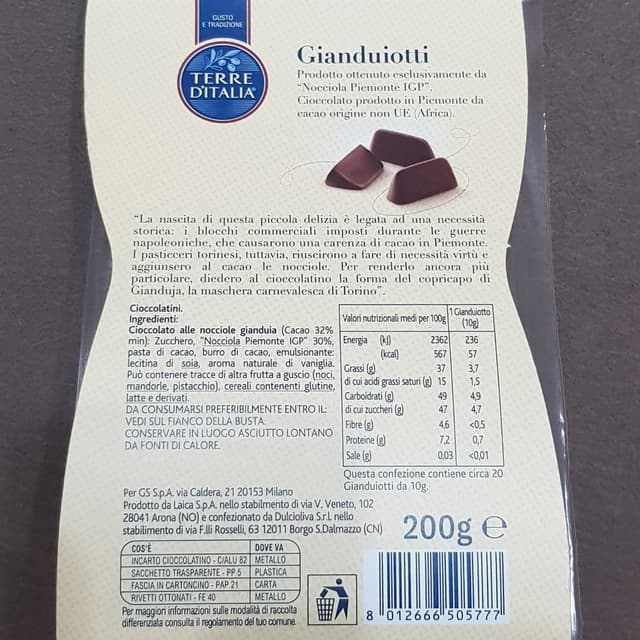 GUSTO
E TRADIZIONE
TERRE
D'ITALIA®
Gianduiotti
Prodotto ottenuto esclusivamente da
"Nocciola Piemonte IGP".
Cioccolato prodotto in Piemonte da
cacao origine non UE (Africa).
"La nascita di questa piccola delizia è legata ad una necessità
storica: i blocchi commerciali imposti durante le guerre
napoleoniche, che causarono una carenza di cacao in Piemonte.
I pasticceri torinesi, tuttavia, riuscirono a fare di necessità virtù e
aggiunsero al cacao le nocciole. Per renderlo ancora più
particolare, diedero al cioccolatino la forma del copricapo di
Gianduja, la maschera carnevalesca di Torino".
Cioccolatini.
Ingredienti:
Cioccolato alle nocciole gianduia (Cacao 32%
min): Zucchero, "Nocciola Piemonte IGP" 30%,
pasta di cacao, burro di cacao, emulsionante:
lecitina di soia, aroma naturale di vaniglia.
Può contenere tracce di altra frutta a guscio (noci,
mandorle, pistacchio), cereali contenenti glutine,
latte e derivati.
DA CONSUMARSI PREFERIBILMENTE ENTRO IL:
VEDI SUL FIANCO DELLA BUSTA.
CONSERVARE IN LUOGO ASCIUTTO LONTANO
DA FONTI DI CALORE.
Valori nutrizionali medi per 100g 1 Gianduiotto (10g)
Energia (kJ) 2362 236
(kcal) 567 57
Grassi (g) 37 3,7
di cui acidi grassi saturi (g) 15 1,5
Carboidrati (g) 49 4,9
di cui zuccheri (g) 47 4,7
Fibre (g) 4,6 <0,5
Proteine (g) 7,2 0,7
Sale (g) 0,03 <0,01
Questa confezione contiene circa 20
Gianduiotti da 10g.
Per GS S.p.A. via Caldera, 21 20153 Milano
Prodotto da Laica S.p.A. nello stabilmento di via V. Veneto, 102
28041 Arona (NO) e confezionato da Dulcioliva S.r.l. nello
stabilimento di via F.lli Rosselli, 63 12011 Borgo S.Dalmazzo (CN)
200g e
COS'È DOVE VA
INCARTO CIOCCOLATINO - C/ALU 82 METALLO
SACCHETTO TRASPARENTE - PP 5 PLASTICA
FASCIA IN CARTONCINO - PAP 21 CARTA
RIVETTI OTTONATI - FE 40 METALLO
Per maggiori informazioni sulle modalità di raccolta
differenziata consulta il regolamento del tuo comune.
8 012666 505777